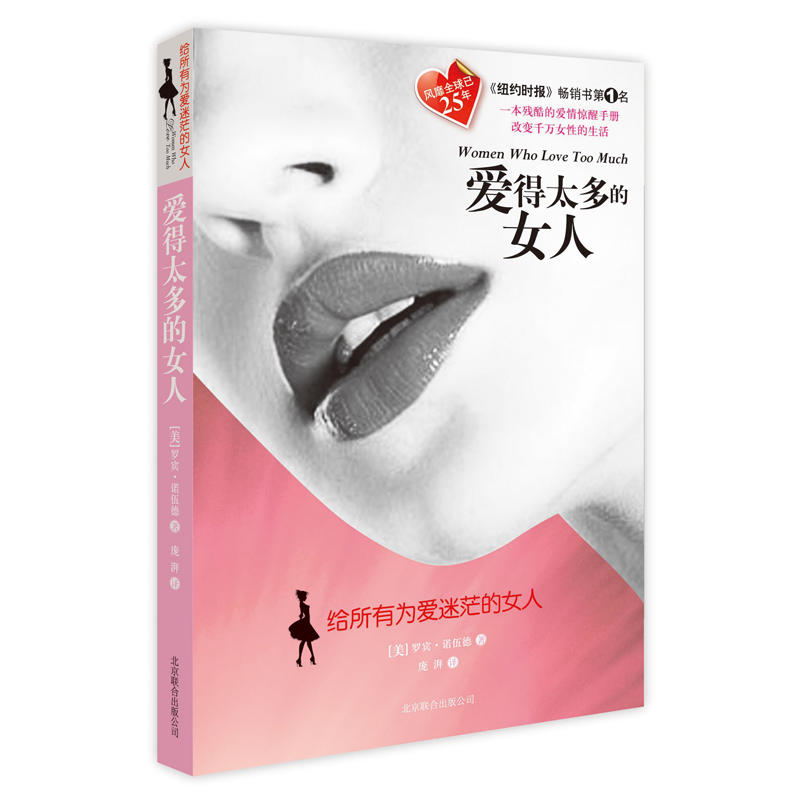 给所有为爱迷茫的女人
Women Who
Love Too Much
爱得太多的女人
[美]罗宾·诺伍德 著
庞湃 译
北京联合出版公司
风靡全球已
25年
《纽约时报》畅销书第1名
一本残酷的爱情惊醒手册
改变千万女性的生活
Women Who Love Too Much
爱得太多的
女人
给所有为爱迷茫的女人
[美]罗宾·诺伍德 著
庞湃 译
北京联合出版公司